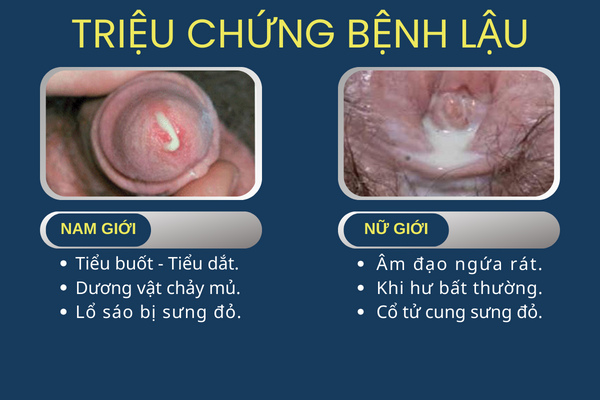 TRIỆU CHỨNG BỆNH LẬU
NAM GIỚI
Tiểu buốt - Tiểu dắt.
Dương vật chảy mủ.
Lổ sáo bị sưng đỏ.
NỮ GIỚI
Âm đạo ngứa rát.
Khi hư bất thường.
Cổ tử cung sưng đỏ.